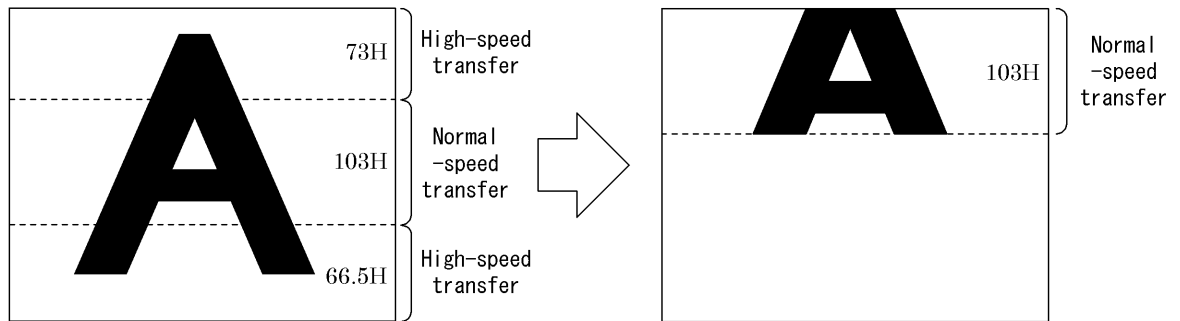 73H
High-speed
transfer
A
103H
Normal
-speed
transfer
66.5H
High-speed
transfer
A
103H
Normal
-speed
transfer